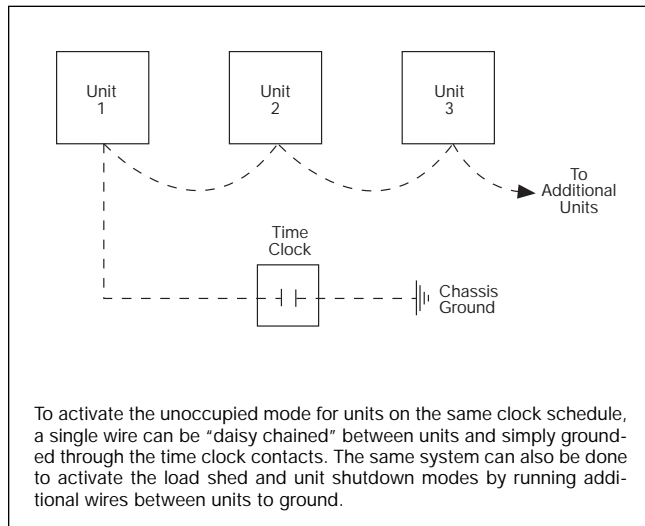 Unit
1
Unit
2
Unit
3
To
Additional
Units
Time
Clock
Chassis
Ground
To activate the unoccupied mode for units on the same clock schedule,
a single wire can be “daisy chained” between units and simply ground-
ed through the time clock contacts. The same system can also be done
to activate the load shed and unit shutdown modes by running addi-
tional wires between units to ground.